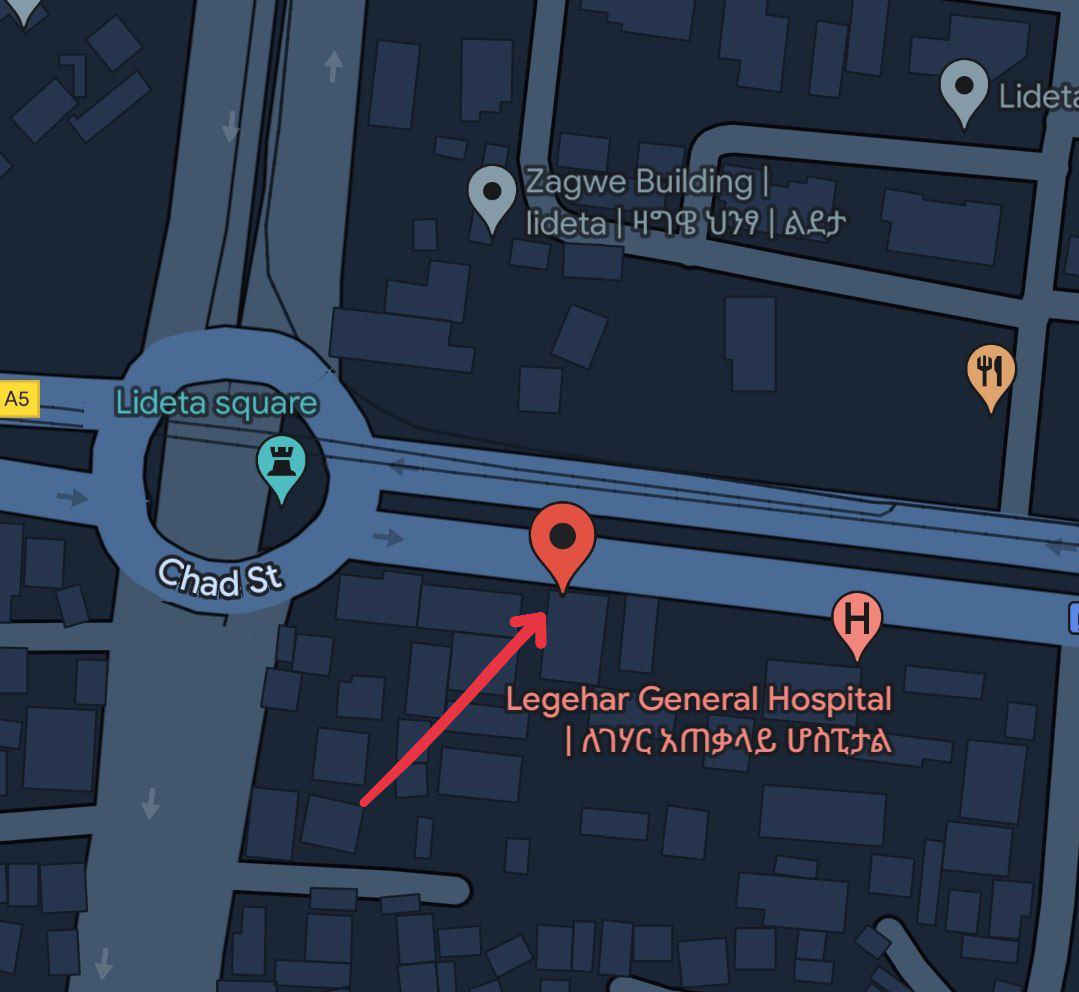 Lideta
Zagwe Building |
lideta | ዛግዌ ህንፃ | ልደታ
A5
Lideta square
Chad St
H
Legehar General Hospital
| ለገሃር አጠቃላይ ሆስፒታል